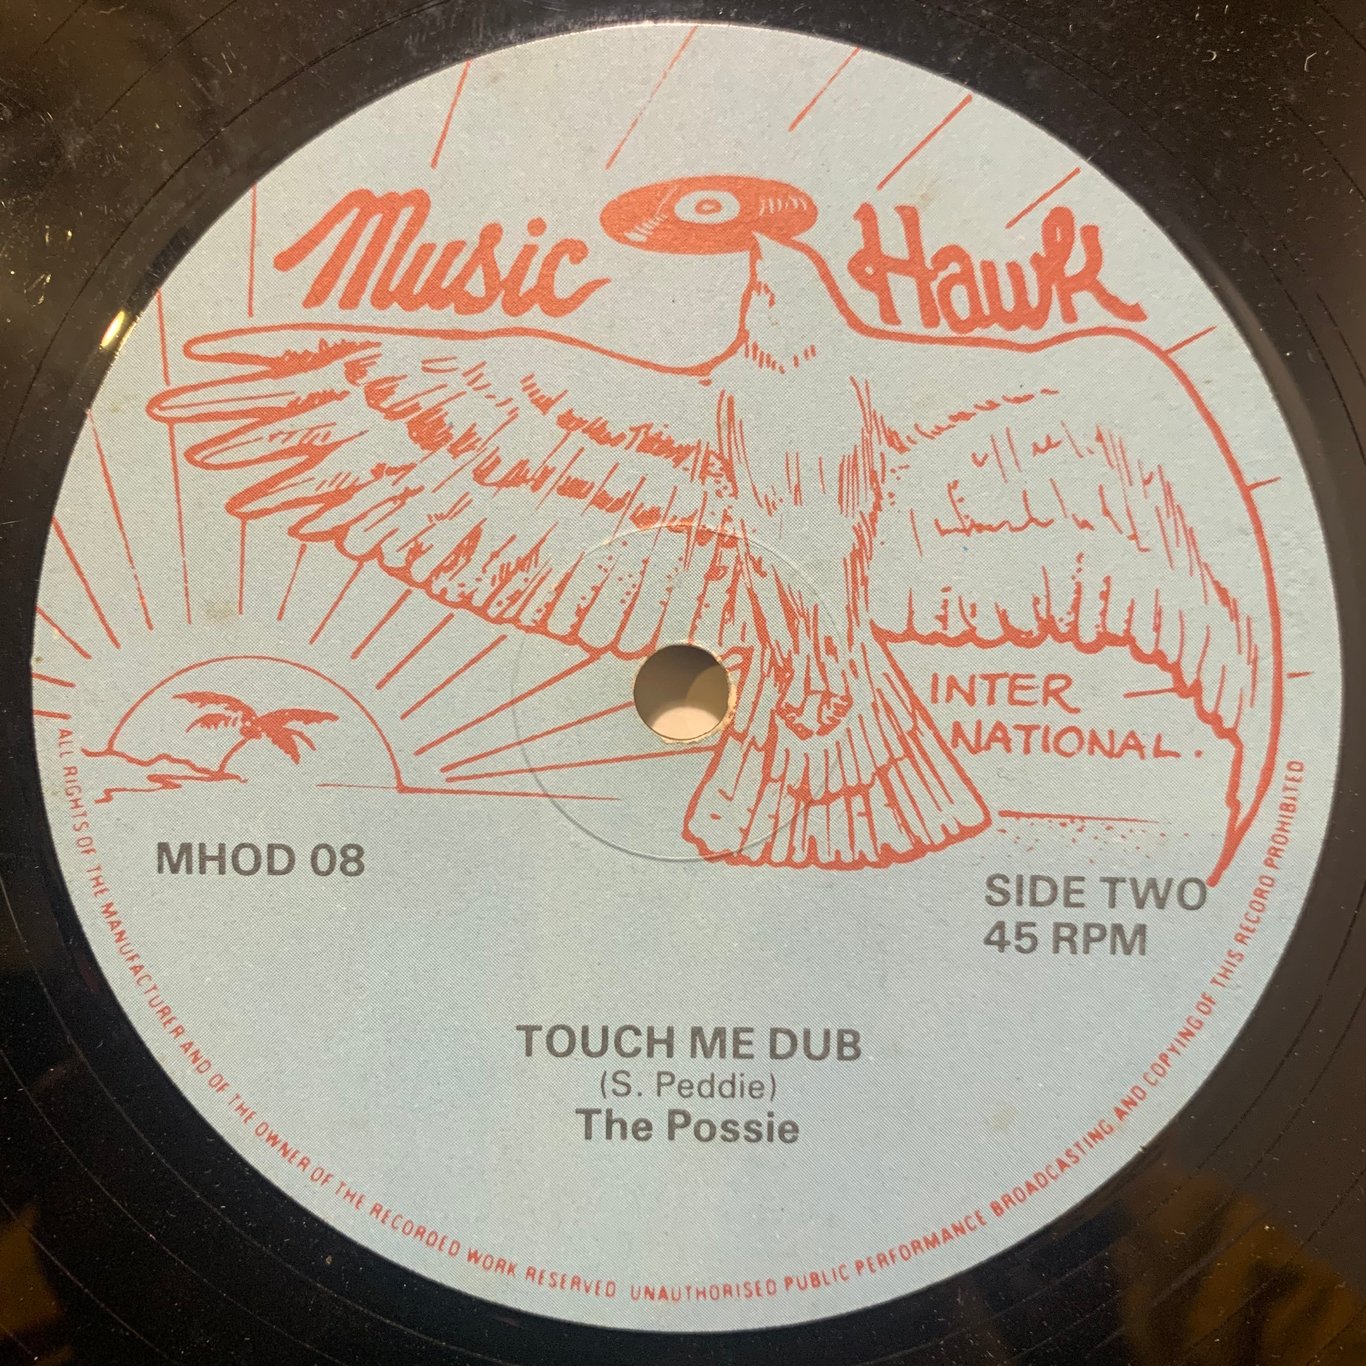 Music Hawk
INTER
NATIONAL.
MHOD 08
SIDE TWO
45 RPM
TOUCH ME DUB
(S. Peddie)
The Possie
ALL RIGHTS OF THE MANUFACTURER AND OF THE OWNER OF THE RECORDED WORK RESERVED UNAUTHORISED PUBLIC PERFORMANCE BROADCASTING AND COPYING OF THIS RECORD PROHIBITED